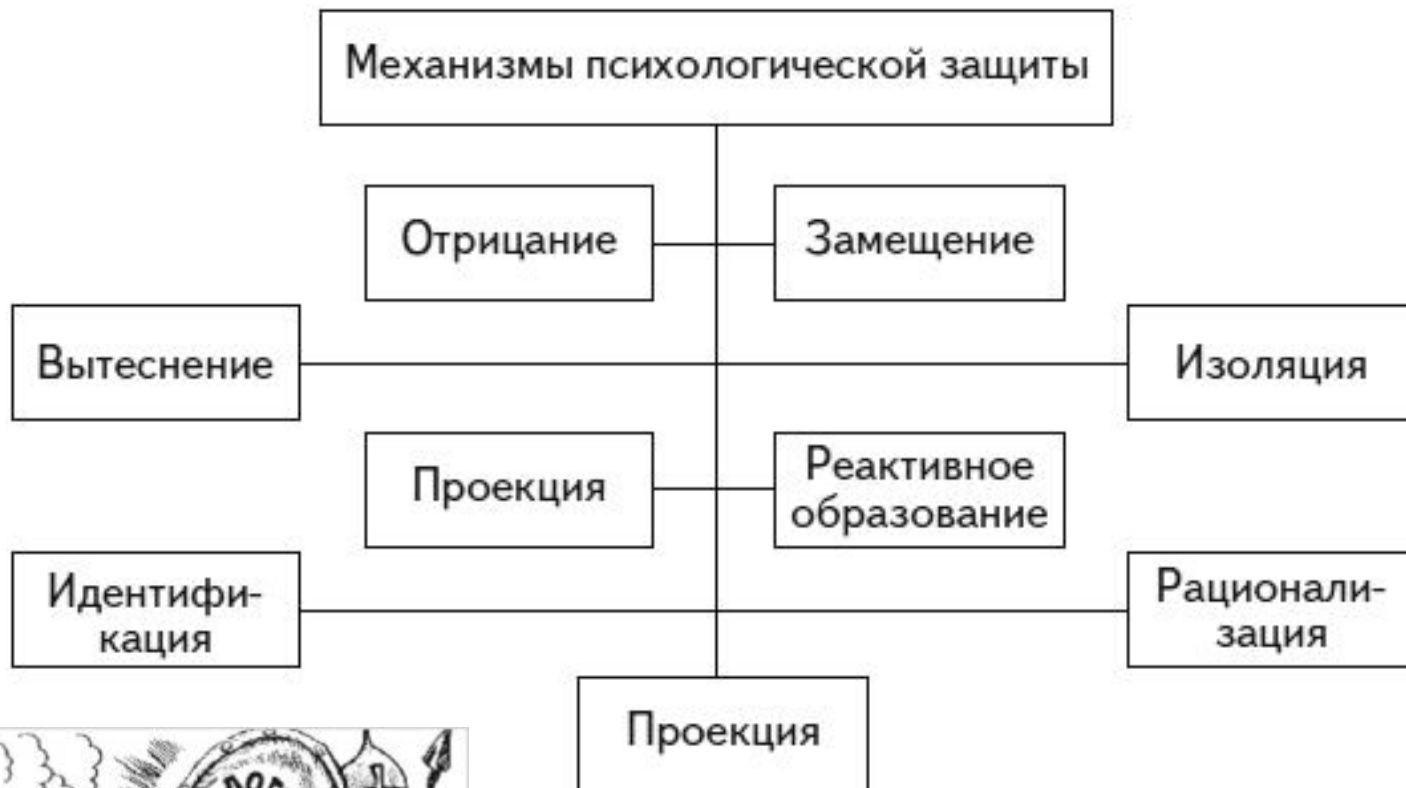 Механизмы психологической защиты
Отрицание
Замещение
Вытеснение
Изоляция
Проекция
Реактивное
образование
Идентифи-
кация
Рационали-
зация
Проекция